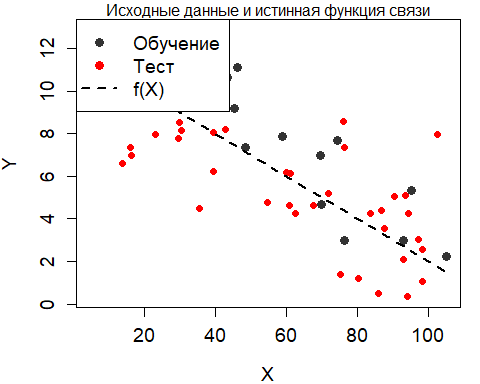 Исходные данные и истинная функция связи
Обучение
Тест
f(X)
12
10
8
6
4
2
0
Y
20 40 60 80 100
X